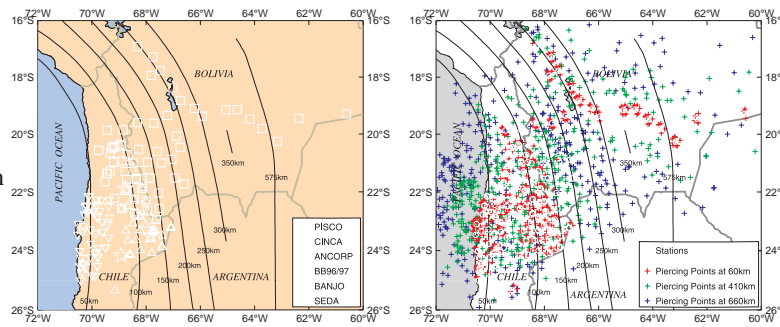 72°W 70°W 68°W 66°W 64°W 62°W 60°W
16°S
18°S
20°S
22°S
24°S
26°S
BOLIVIA
PACIFIC OCEAN
CHILE
ARGENTINA
350km
575km
300km
250km
200km
150km
100km
50km
PISCO
CINCA
ANCORP
BB96/97
BANJO
SEDA
72°W 70°W 68°W 66°W 64°W 62°W 60°W
16°S
18°S
20°S
22°S
24°S
26°S
BOLIVIA
PACIFIC OCEAN
CHILE
ARGENTINA
350km
575km
300km
250km
200km
150km
100km
50km
Stations
Piercing Points at 60km
Piercing Points at 410km
Piercing Points at 660km